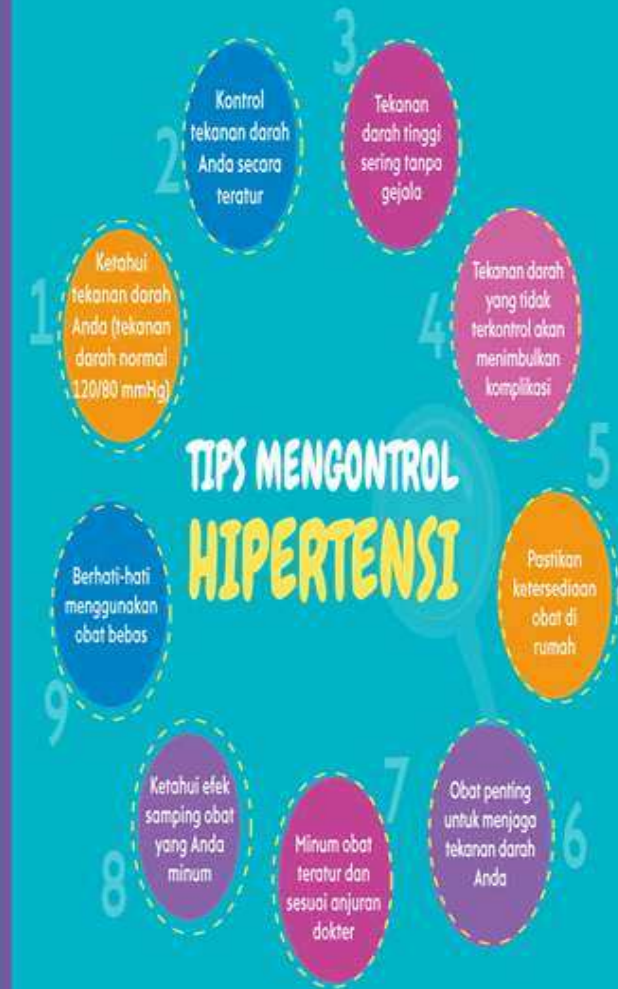 TIPS MENGONTROL
HIPERTENSI
1
Ketahui
tekanan darah
Anda (tekanan
darah normal
120/80 mmHg)
2
Kontrol
tekanan darah
Anda secara
teratur
3
Tekanan
darah tinggi
sering tanpa
gejala
4
Tekanan darah
yang tidak
terkontrol akan
menimbulkan
komplikasi
5
Pastikan
ketersediaan
obat di
rumah
6
Obat penting
untuk menjaga
tekanan darah
Anda
7
Minum obat
teratur dan
sesuai anjuran
dokter
8
Ketahui efek
samping obat
yang Anda
minum
9
Berhati-hati
menggunakan
obat bebas